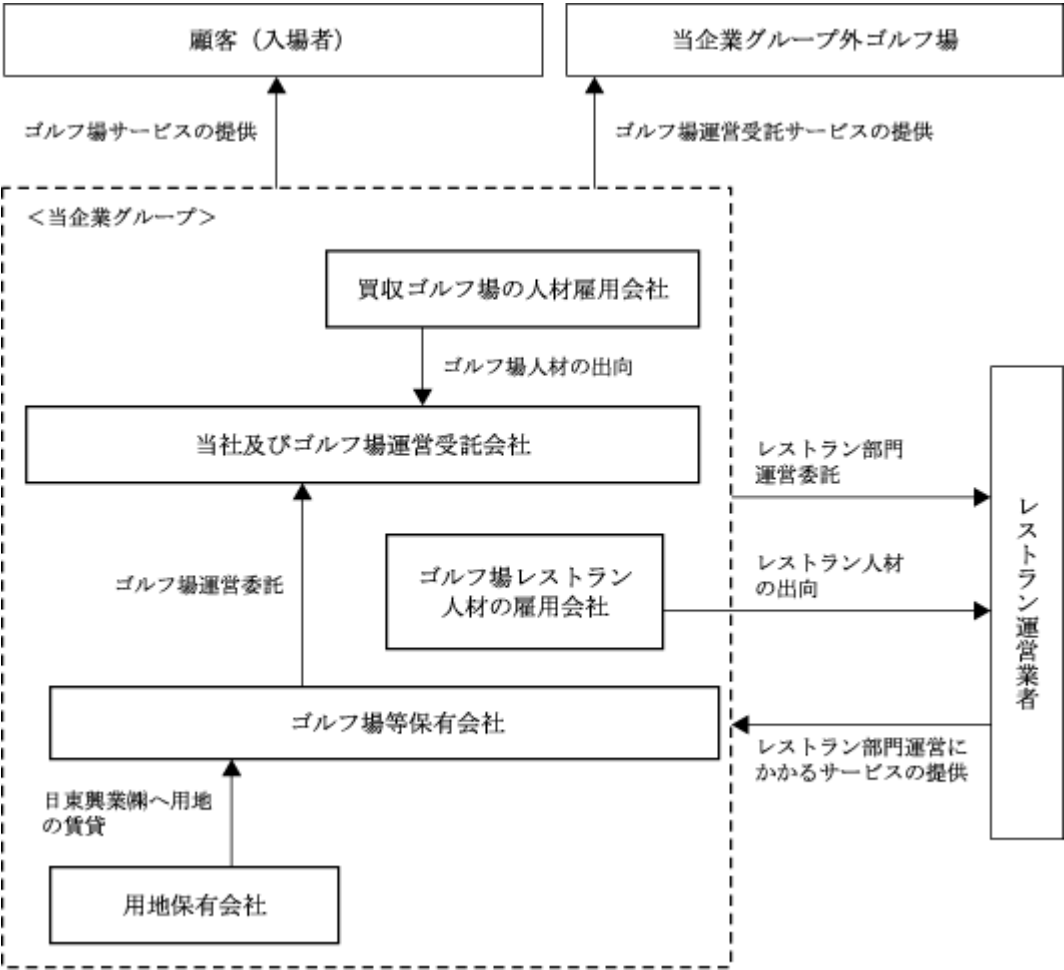 顧客（入場者）
当企業グループ外ゴルフ場
ゴルフ場サービスの提供
ゴルフ場運営受託サービスの提供
＜当企業グループ＞
買収ゴルフ場の人材雇用会社
ゴルフ場人材の出向
当社及びゴルフ場運営受託会社
レストラン部門
運営委託
ゴルフ場運営委託
ゴルフ場レストラン
人材の雇用会社
レストラン人材
の出向
レストラン運営業者
ゴルフ場等保有会社
レストラン部門運営に
かかるサービスの提供
日東興業㈱へ用地
の賃貸
用地保有会社